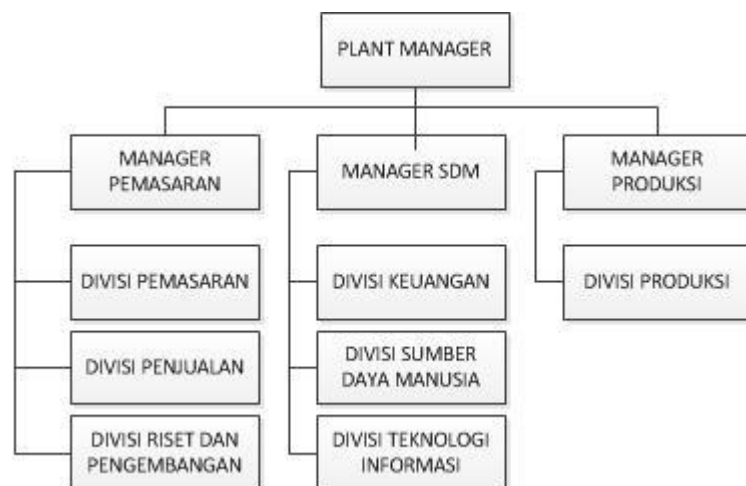 PLANT MANAGER
MANAGER
PEMASARAN
MANAGER SDM
MANAGER
PRODUKSI
DIVISI PEMASARAN
DIVISI KEUANGAN
DIVISI PRODUKSI
DIVISI PENJUALAN
DIVISI SUMBER
DAYA MANUSIA
DIVISI RISET DAN
PENGEMBANGAN
DIVISI TEKNOLOGI
INFORMASI